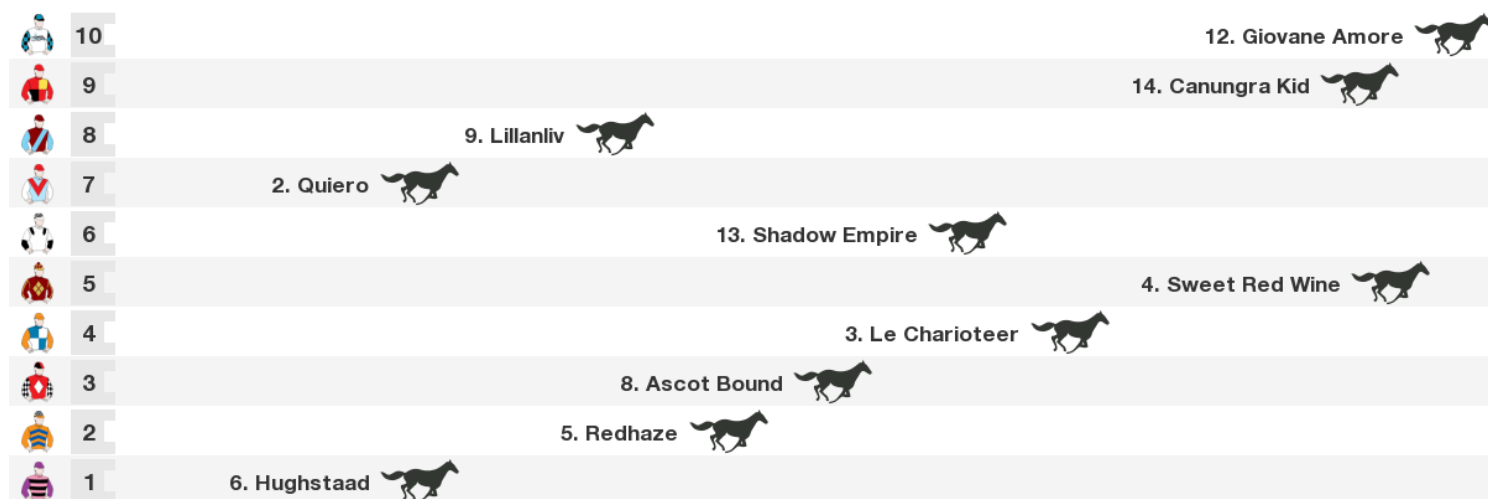 10 12. Giovane Amore
9 14. Canungra Kid
8 9. Lillanliv
7 2. Quiero
6 13. Shadow Empire
5 4. Sweet Red Wine
4 3. Le Charioteer
3 8. Ascot Bound
2 5. Redhaze
1 6. Hughstaad